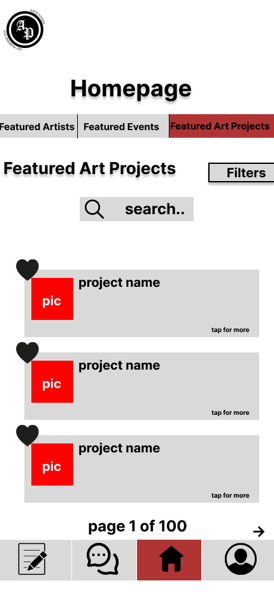 AP
Homepage
Featured Artists Featured Events Featured Art Projects
Featured Art Projects Filters
search..
project name
pic
tap for more
project name
pic
tap for more
project name
pic
tap for more
page 1 of 100